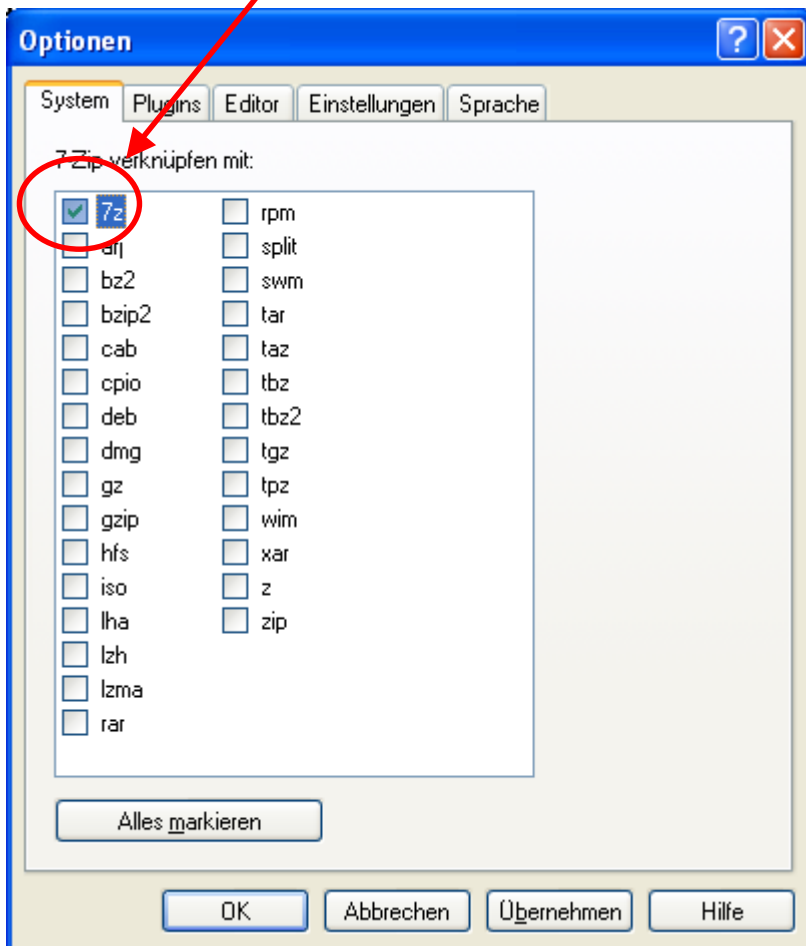 Optionen
System Plugins Editor Einstellungen Sprache
7-Zip verknüpfen mit:
7z
arj
bz2
bzip2
cab
cpio
deb
dmg
gz
gzip
hfs
iso
lha
lzh
lzma
rar
rpm
split
swm
tar
taz
tbz
tbz2
tgz
tpz
wim
xar
z
zip
Alles markieren
OK Abbrechen Übernehmen Hilfe